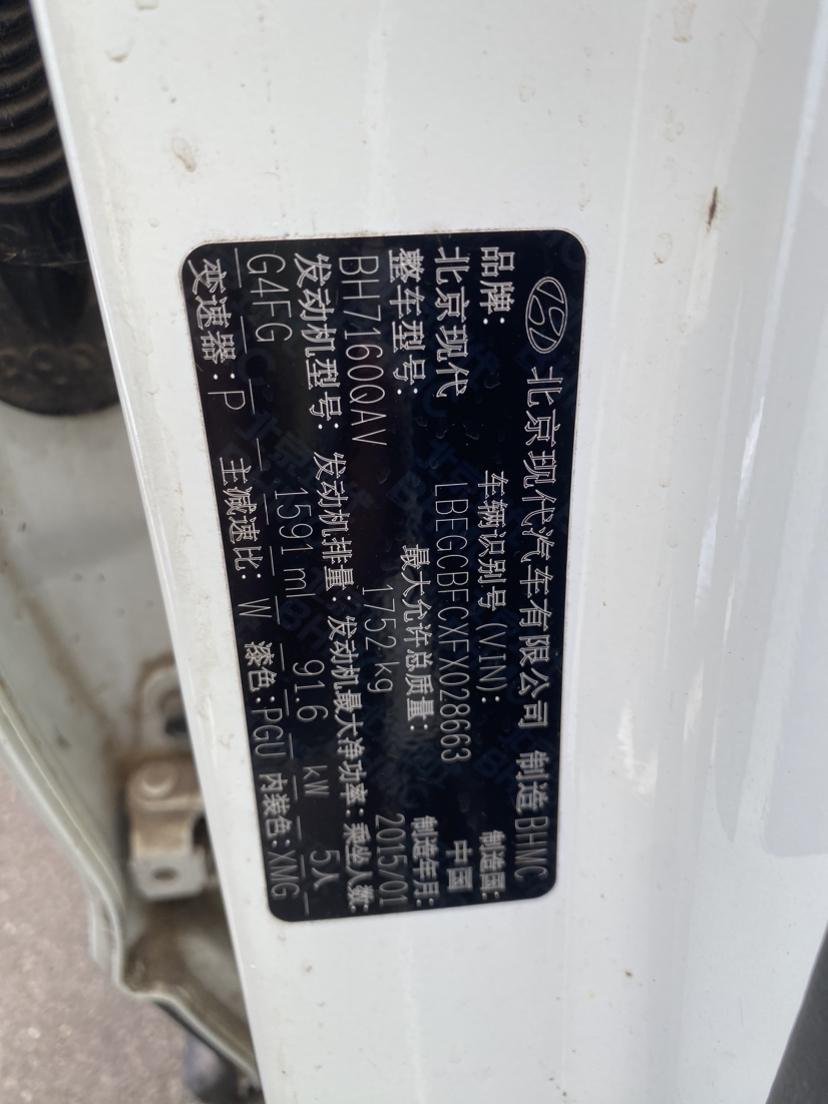 北京现代汽车有限公司 制造 BHMC
品牌: 车辆识别号(VIN): 制造国:
北京现代 LBEGCBFCXFX028663 中国
整车型号: 最大允许总质量: 制造年月:
BH7160QAV 1752 kg 2015/01
发动机型号: 发动机排量: 发动机最大净功率: 乘坐人数:
G4FG 1591 ml 91.6 kW 5人
变速器: P 主减速比: W 漆色: PGU 内装色: XMG